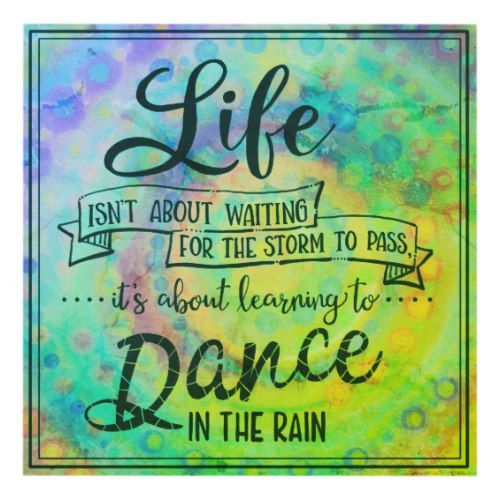 Life
ISN'T ABOUT WAITING
FOR THE STORM TO PASS,
it's about learning to
Dance
IN THE RAIN